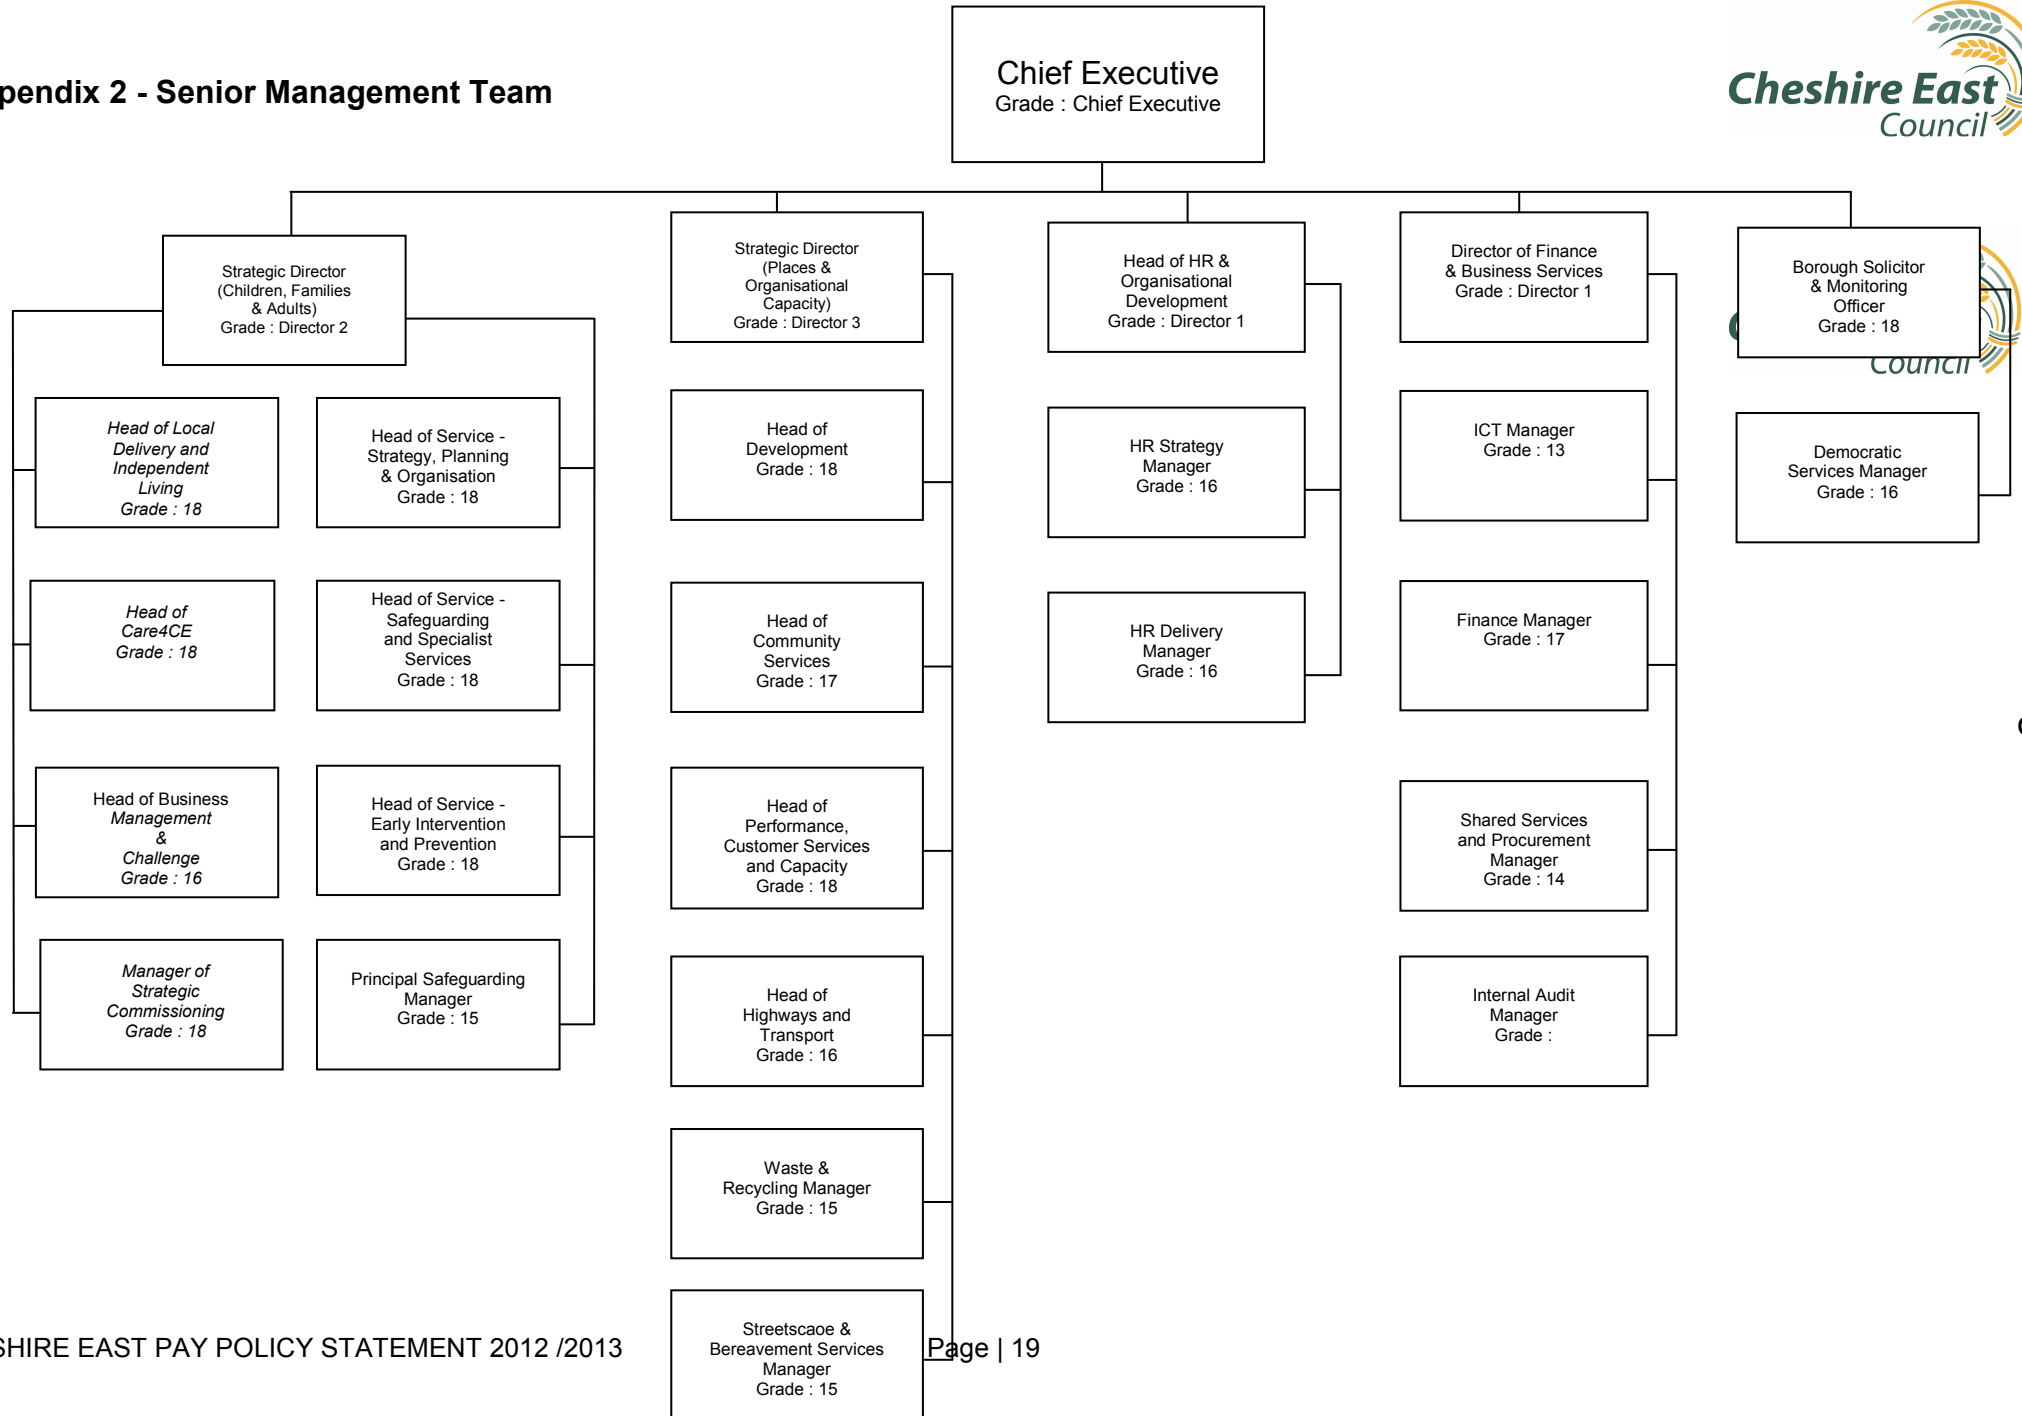 Chief Executive
Grade : Chief Executive
pendix 2 - Senior Management Team
Cheshire East
Council
Strategic Director
(Children, Families
& Adults)
Grade : Director 2
Strategic Director
(Places &
Organisational
Capacity)
Grade : Director 3
Head of HR &
Organisational
Development
Grade : Director 1
Director of Finance
& Business Services
Grade : Director 1
Borough Solicitor
& Monitoring
Officer
Grade : 18
Council
Head of Local
Delivery and
Independent
Living
Grade : 18
Head of Service -
Strategy, Planning
& Organisation
Grade : 18
Head of
Development
Grade : 18
HR Strategy
Manager
Grade : 16
ICT Manager
Grade : 13
Democratic
Services Manager
Grade : 16
Head of
Care4CE
Grade : 18
Head of Service -
Safeguarding
and Specialist
Services
Grade : 18
Head of
Community
Services
Grade : 17
HR Delivery
Manager
Grade : 16
Finance Manager
Grade : 17
Head of Business
Management
&
Challenge
Grade : 16
Head of Service -
Early Intervention
and Prevention
Grade : 18
Head of
Performance,
Customer Services
and Capacity
Grade : 18
Shared Services
and Procurement
Manager
Grade : 14
Manager of
Strategic
Commissioning
Grade : 18
Principal Safeguarding
Manager
Grade : 15
Head of
Highways and
Transport
Grade : 16
Internal Audit
Manager
Grade :
Waste &
Recycling Manager
Grade : 15
Streetscaoe &
Bereavement Services
Manager
Grade : 15
SHIRE EAST PAY POLICY STATEMENT 2012 /2013
Page | 19